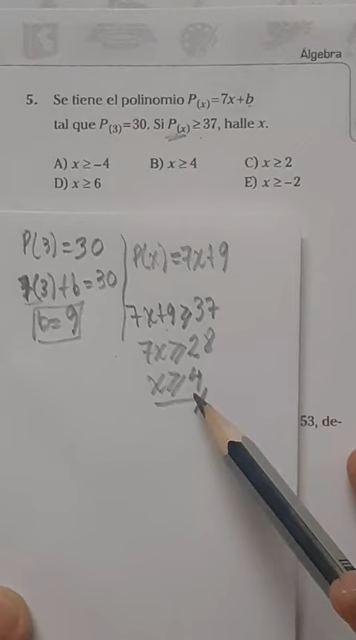 Álgebra
5. Se tiene el polinomio P(x)=7x+b
tal que P(3)=30. Si P(x)≥37, halle x.
A) x≥-4 B) x≥4 C) x≥2
D) x≥6 E) x≥-2
P(3)=30
7(3)+b=30
b=9
P(x)=7x+9
7x+9≥37
7x≥28
x≥4
53, de-